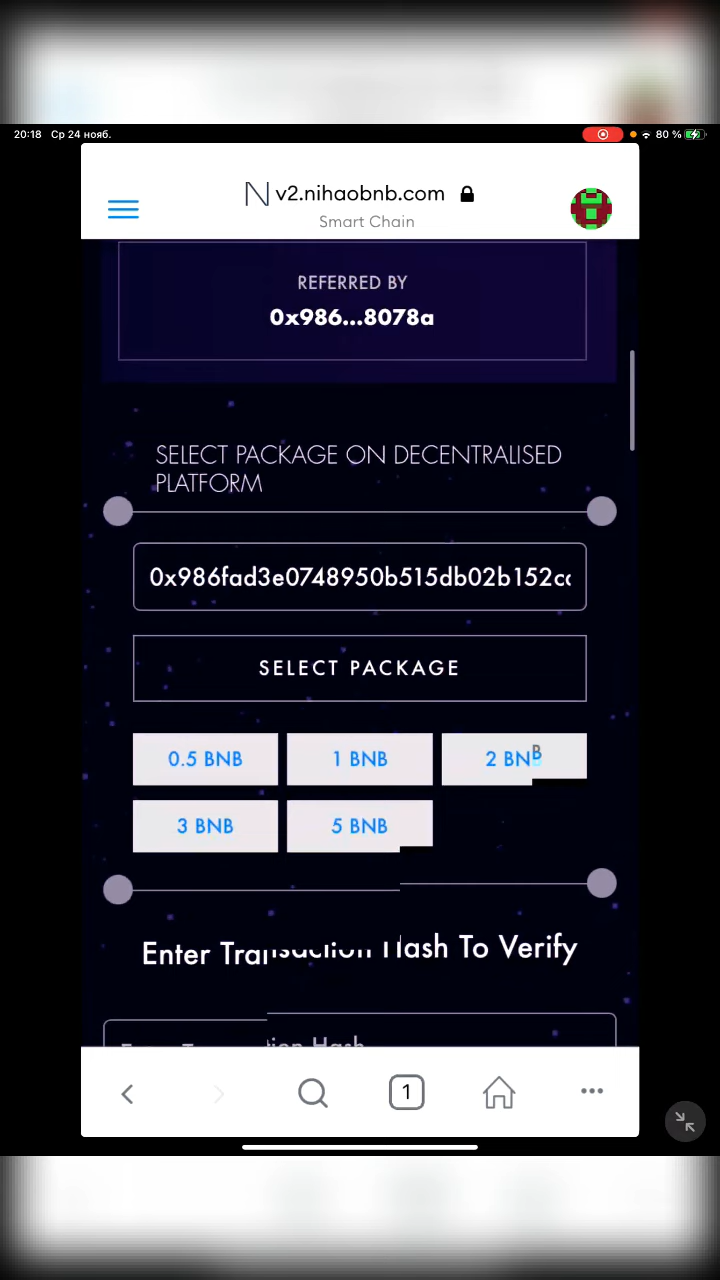 20:18 Ср 24 нояб.
80 %
N v2.nihaobnb.com
Smart Chain
REFERRED BY
0x986...8078a
SELECT PACKAGE ON DECENTRALISED
PLATFORM
0x986fad3e0748950b515db02b152c
SELECT PACKAGE
0.5 BNB
1 BNB
2 BNB
3 BNB
5 BNB
Enter Transaction Hash To Verify
1